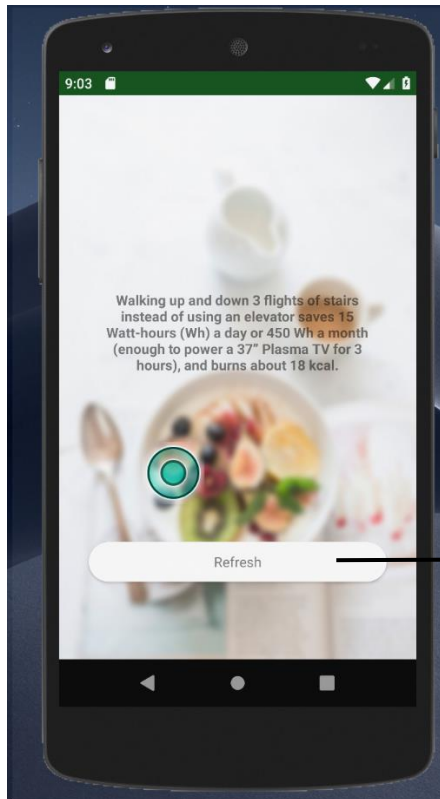 9:03
Walking up and down 3 flights of stairs
instead of using an elevator saves 15
Watt-hours (Wh) a day or 450 Wh a month
(enough to power a 37" Plasma TV for 3
hours), and burns about 18 kcal.
Refresh